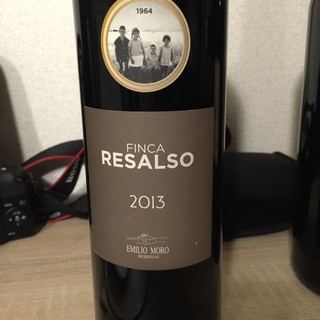 1964
FINCA
RESALSO
2013
EMILIO MORO
BODEGAS